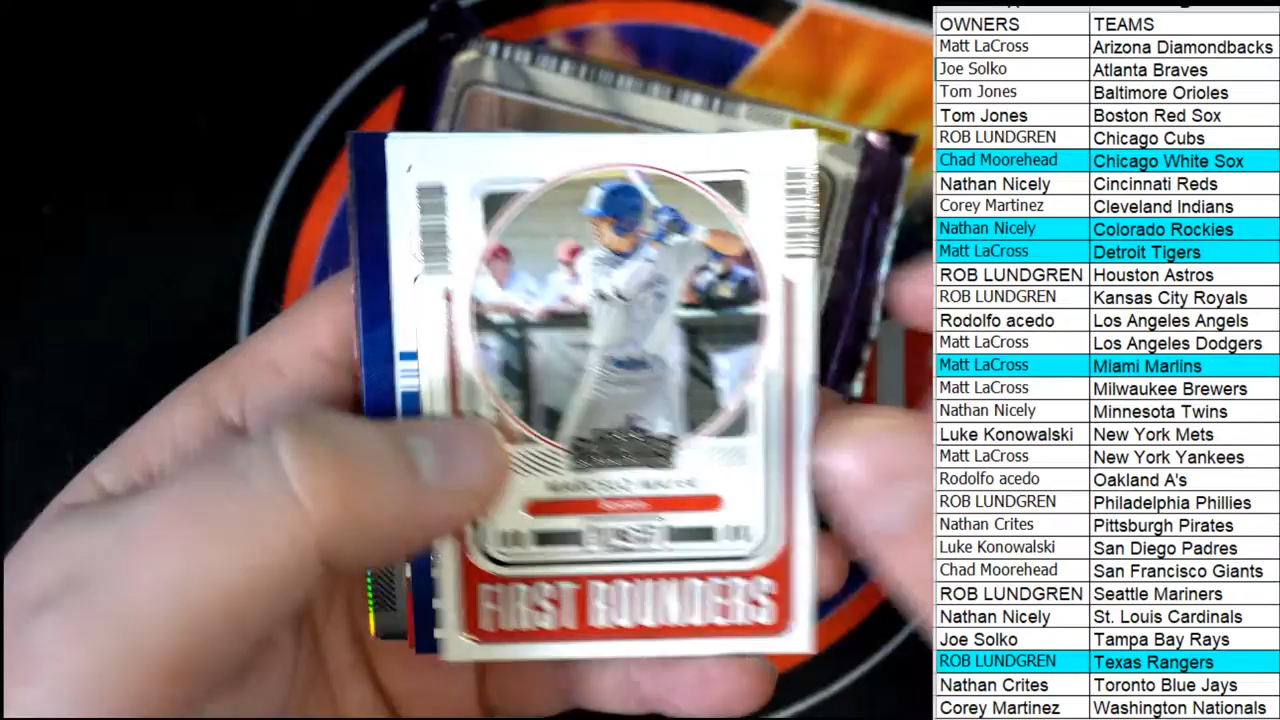 OWNERS TEAMS
Matt LaCross Arizona Diamondbacks
Joe Solko Atlanta Braves
Tom Jones Baltimore Orioles
Tom Jones Boston Red Sox
ROB LUNDGREN Chicago Cubs
Chad Moorehead Chicago White Sox
Nathan Nicely Cincinnati Reds
Corey Martinez Cleveland Indians
Nathan Nicely Colorado Rockies
Matt LaCross Detroit Tigers
ROB LUNDGREN Houston Astros
ROB LUNDGREN Kansas City Royals
Rodolfo acedo Los Angeles Angels
Matt LaCross Los Angeles Dodgers
Matt LaCross Miami Marlins
Matt LaCross Milwaukee Brewers
Nathan Nicely Minnesota Twins
Luke Konowalski New York Mets
Matt LaCross New York Yankees
Rodolfo acedo Oakland A's
ROB LUNDGREN Philadelphia Phillies
Nathan Crites Pittsburgh Pirates
Luke Konowalski San Diego Padres
Chad Moorehead San Francisco Giants
ROB LUNDGREN Seattle Mariners
Nathan Nicely St. Louis Cardinals
Joe Solko Tampa Bay Rays
ROB LUNDGREN Texas Rangers
Nathan Crites Toronto Blue Jays
Corey Martinez Washington Nationals
FIRST ROUNDERS